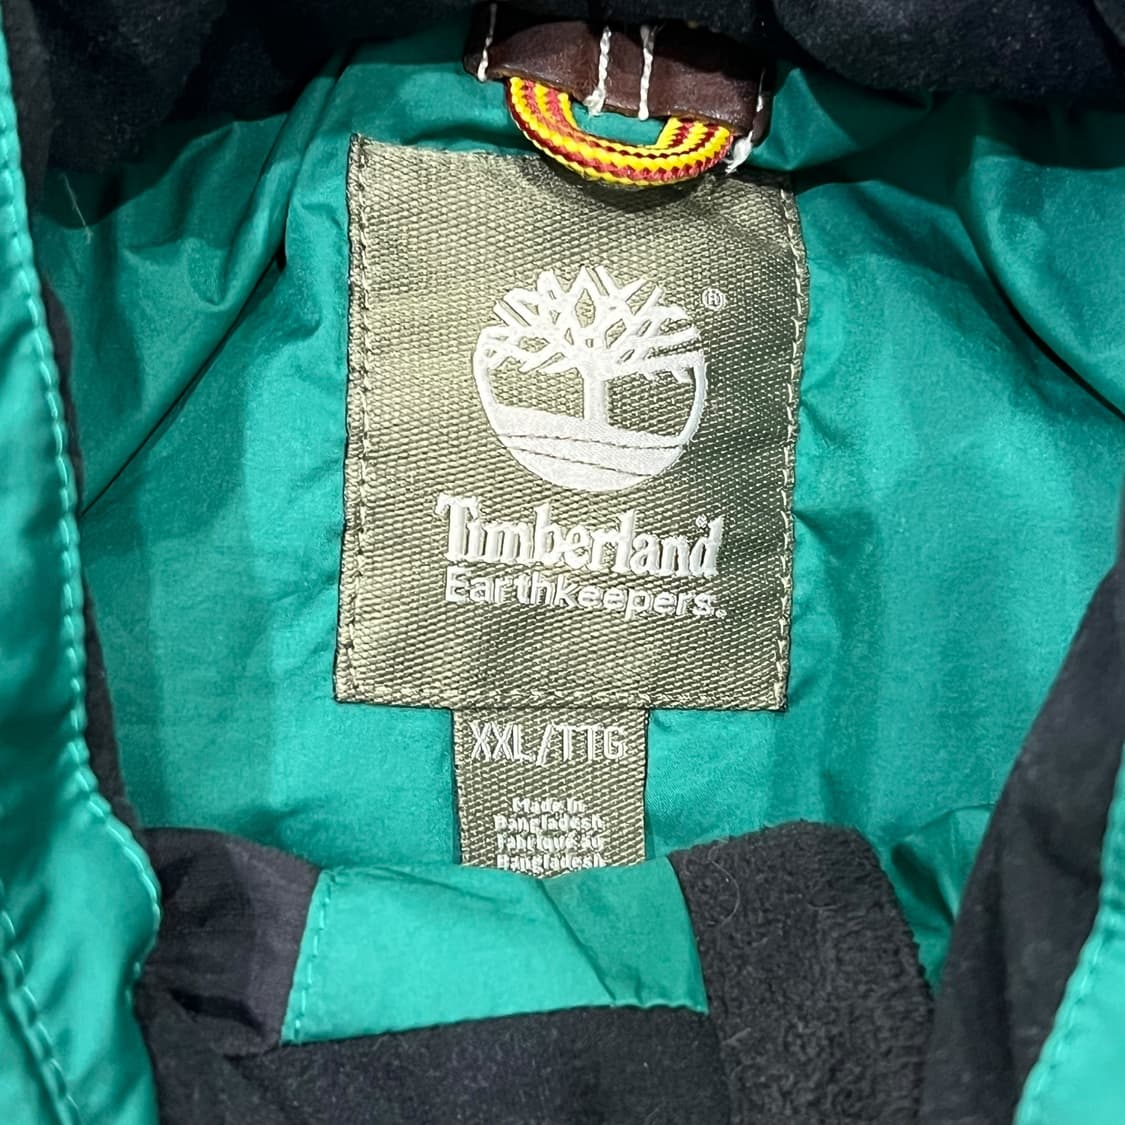 ®
Timberland®
Earthkeepers.
XXL/TTG
Made in
Bangladesh
Fabriqué au
Bangladesh